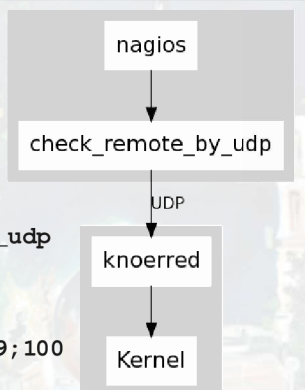 nagios
check_remote_by_udp
UDP
_udp
knoerred
9;100
Kernel